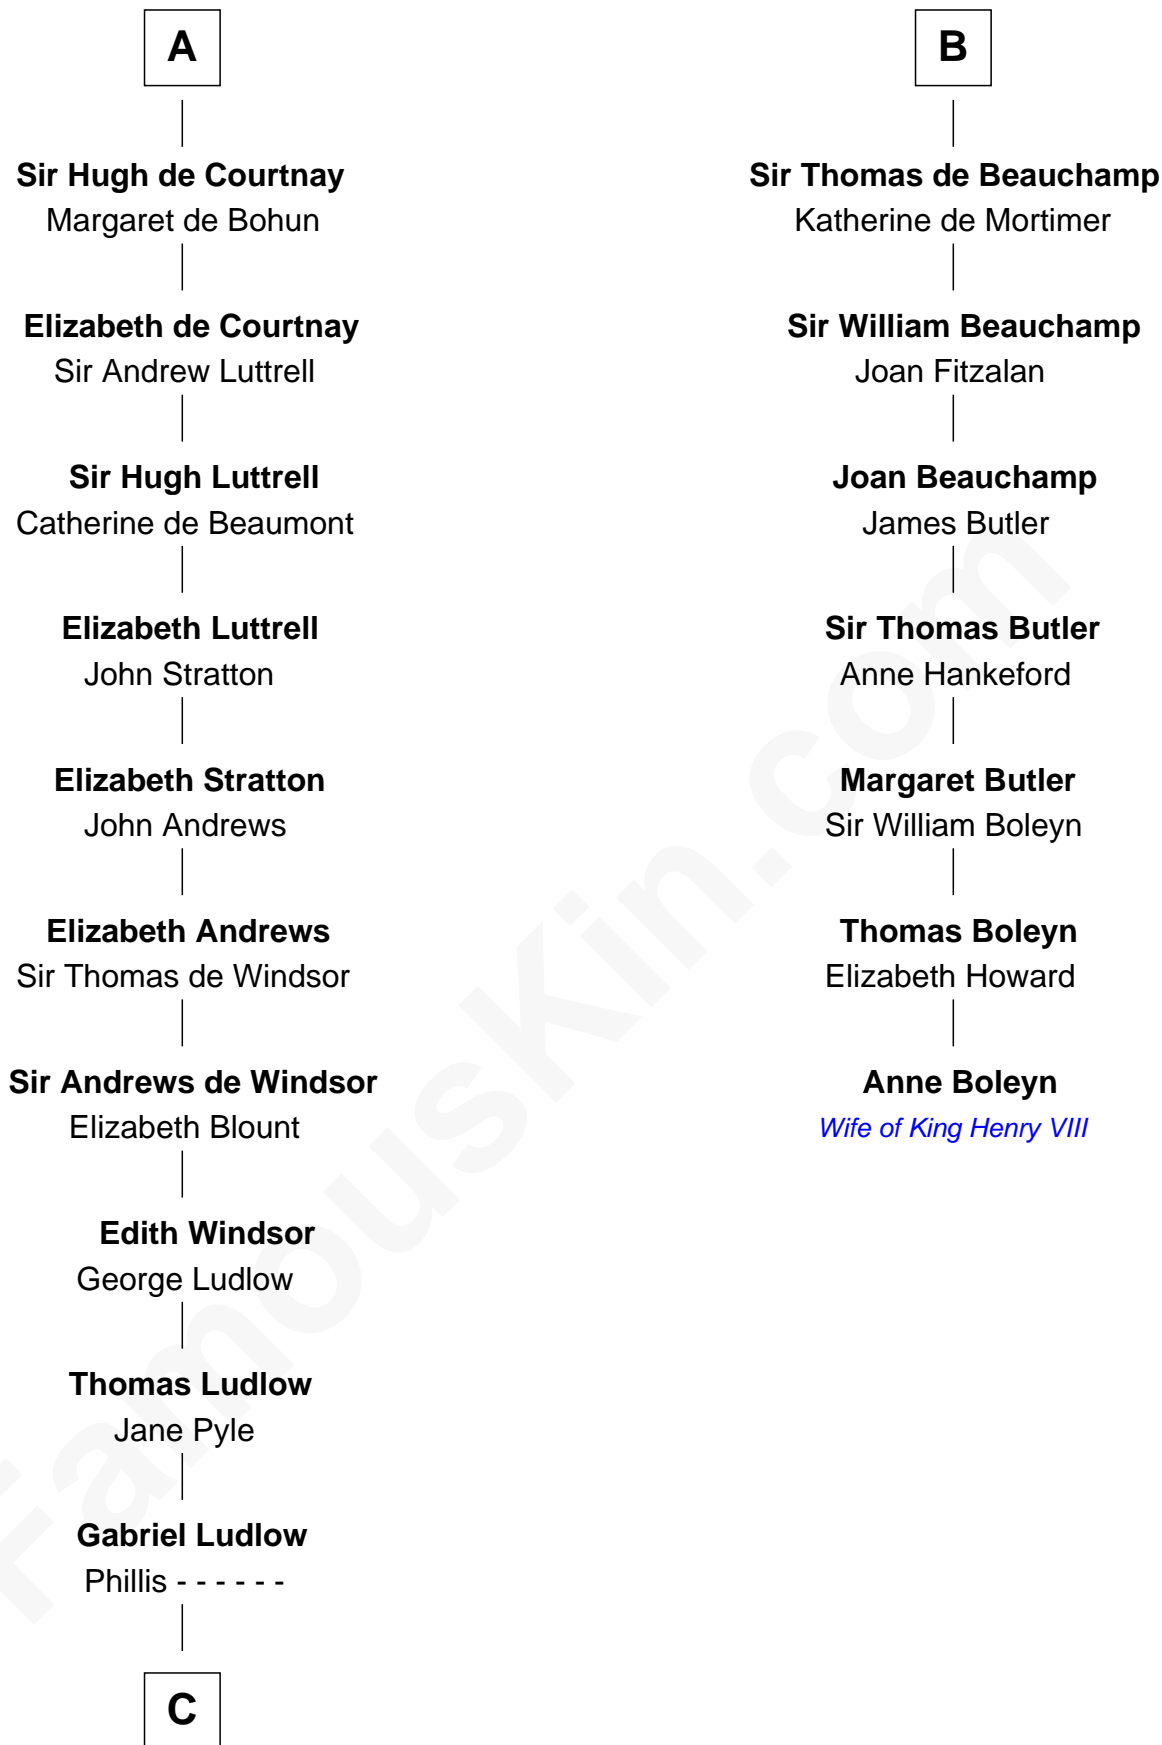 A
Sir Hugh de Courtnay
Margaret de Bohun
Elizabeth de Courtnay
Sir Andrew Luttrell
Sir Hugh Luttrell
Catherine de Beaumont
Elizabeth Luttrell
John Stratton
Elizabeth Stratton
John Andrews
Elizabeth Andrews
Sir Thomas de Windsor
Sir Andrews de Windsor
Elizabeth Blount
Edith Windsor
George Ludlow
Thomas Ludlow
Jane Pyle
Gabriel Ludlow
Phillis - - - - - -
C
B
Sir Thomas de Beauchamp
Katherine de Mortimer
Sir William Beauchamp
Joan Fitzalan
Joan Beauchamp
James Butler
Sir Thomas Butler
Anne Hankeford
Margaret Butler
Sir William Boleyn
Thomas Boleyn
Elizabeth Howard
Anne Boleyn
Wife of King Henry VIII
FamousKin.com